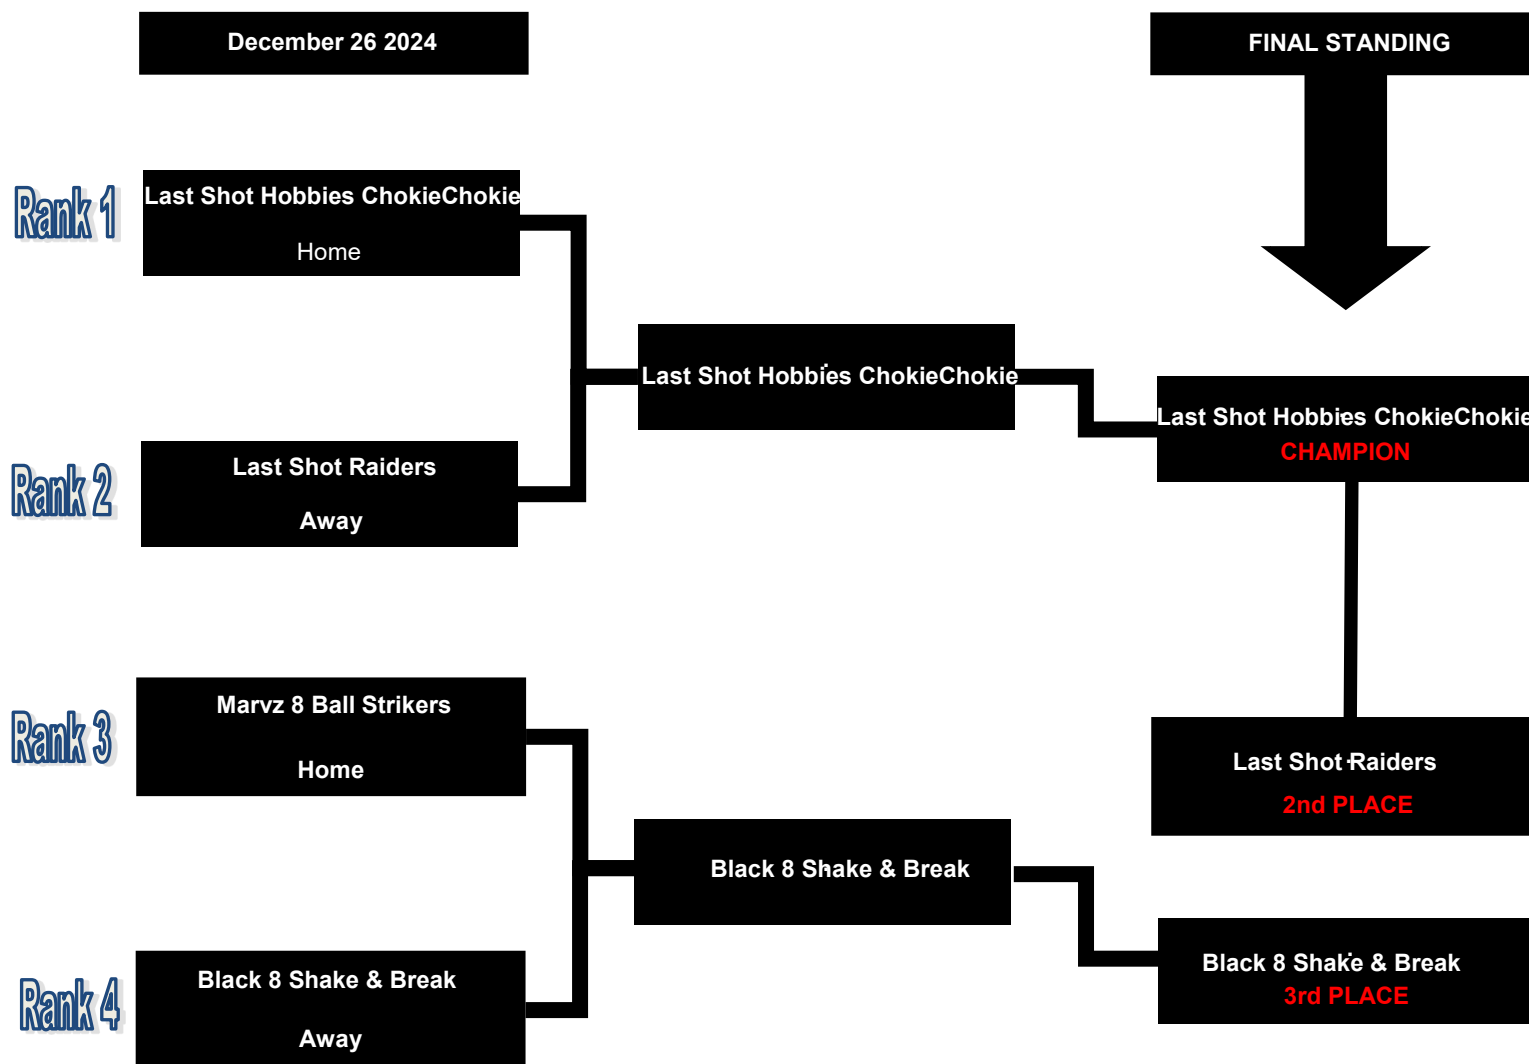 December 26 2024
FINAL STANDING
Rank 1
Last Shot Hobbies ChokieChokie
Home
Last Shot Hobbies ChokieChokie
Last Shot Hobbies ChokieChokie
CHAMPION
Rank 2
Last Shot Raiders
Away
Rank 3
Marvz 8 Ball Strikers
Home
Last Shot Raiders
2nd PLACE
Black 8 Shake & Break
Rank 4
Black 8 Shake & Break
Away
Black 8 Shake & Break
3rd PLACE